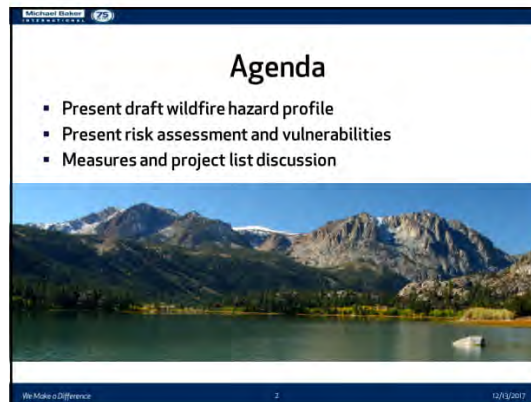 Michael Baker
INTERNATIONAL
75
Agenda
▪ Present draft wildfire hazard profile
▪ Present risk assessment and vulnerabilities
▪ Measures and project list discussion
We Make a Difference
2
12/13/2017